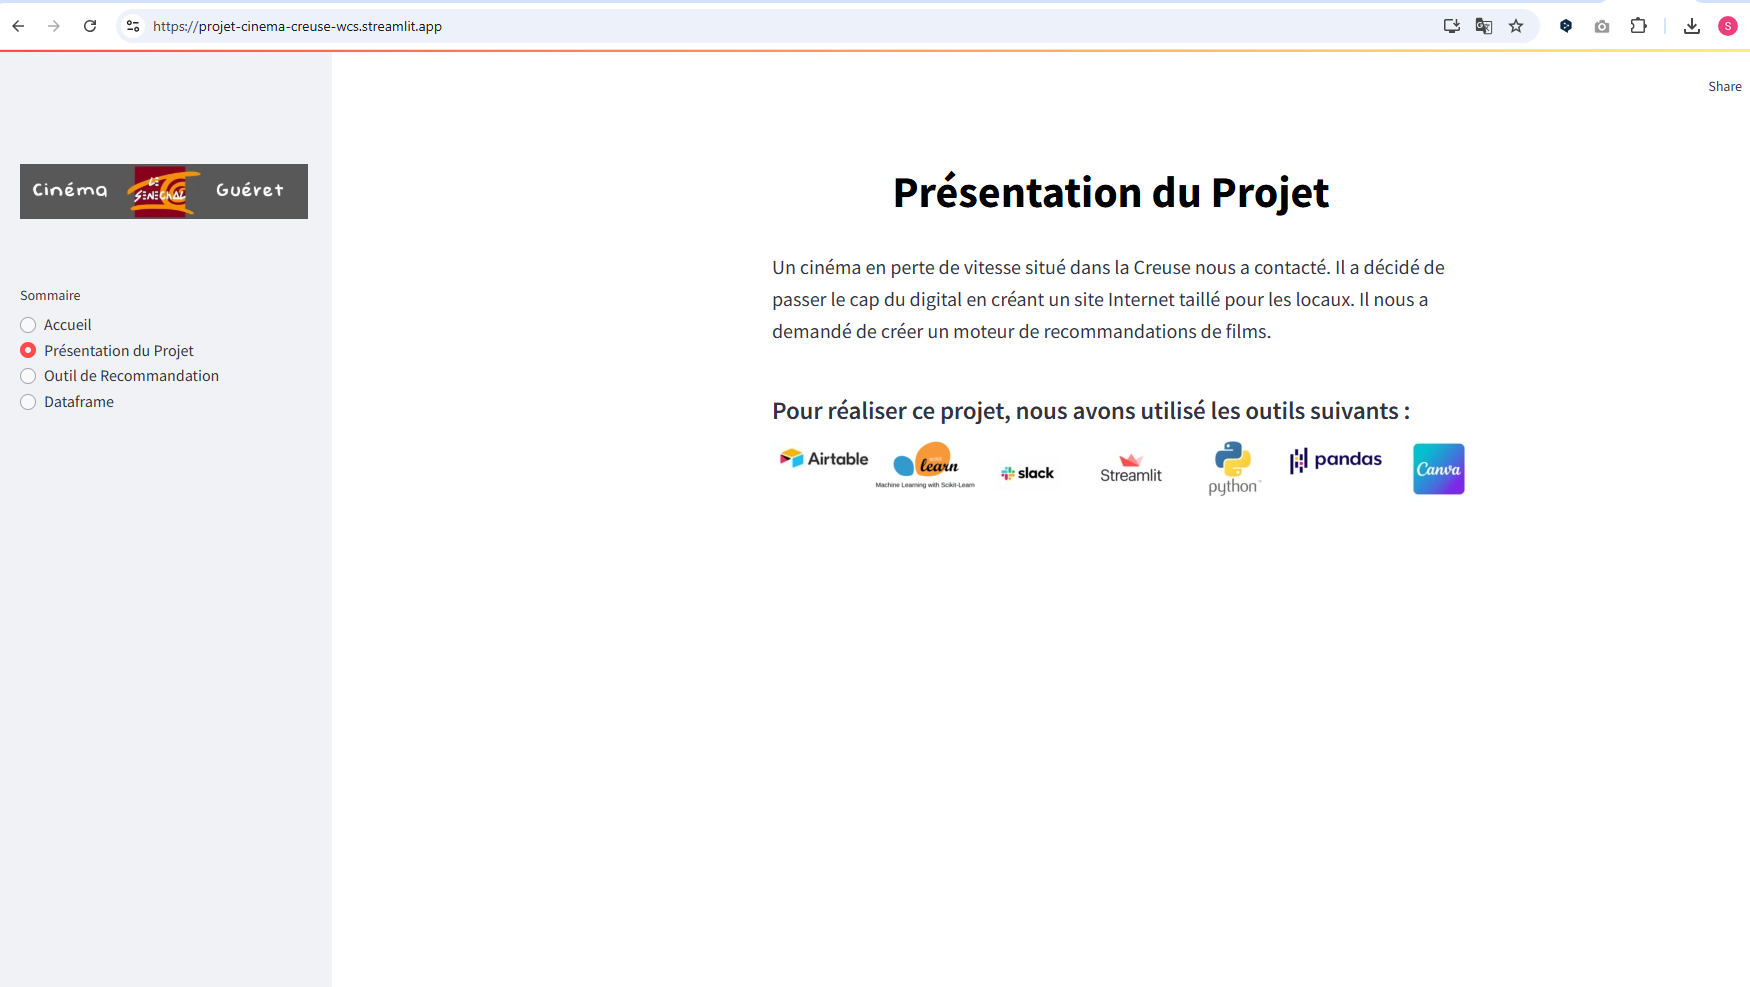 https://projet-cinema-creuse-wcs.streamlit.app
S
Share
Cinéma LE SENECHAL Guéret
Sommaire
Accueil
Présentation du Projet
Outil de Recommandation
Dataframe
Présentation du Projet
Un cinéma en perte de vitesse situé dans la Creuse nous a contacté. Il a décidé de
passer le cap du digital en créant un site Internet taillé pour les locaux. Il nous a
demandé de créer un moteur de recommandations de films.
Pour réaliser ce projet, nous avons utilisé les outils suivants :
Airtable
learn
Machine Learning with Scikit-Learn
slack
Streamlit
python
pandas
Canva